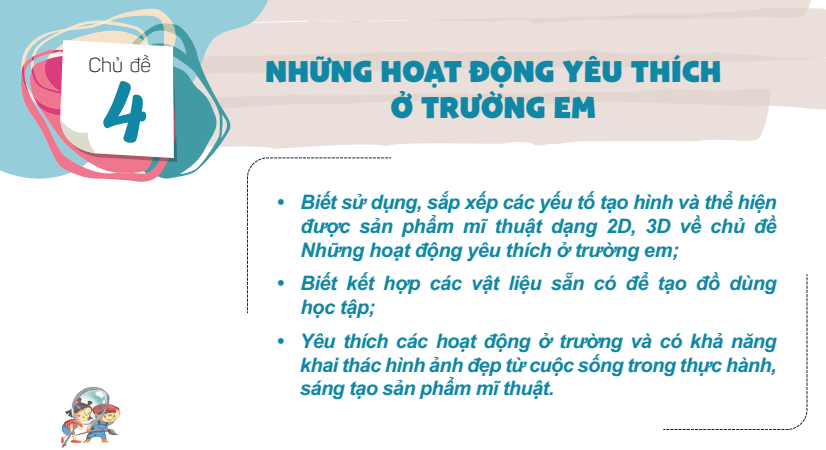 Chủ đề
4
NHỮNG HOẠT ĐỘNG YÊU THÍCH
Ở TRƯỜNG EM
• Biết sử dụng, sắp xếp các yếu tố tạo hình và thể hiện
được sản phẩm mĩ thuật dạng 2D, 3D về chủ đề
Những hoạt động yêu thích ở trường em;
• Biết kết hợp các vật liệu sẵn có để tạo đồ dùng
học tập;
• Yêu thích các hoạt động ở trường và có khả năng
khai thác hình ảnh đẹp từ cuộc sống trong thực hành,
sáng tạo sản phẩm mĩ thuật.